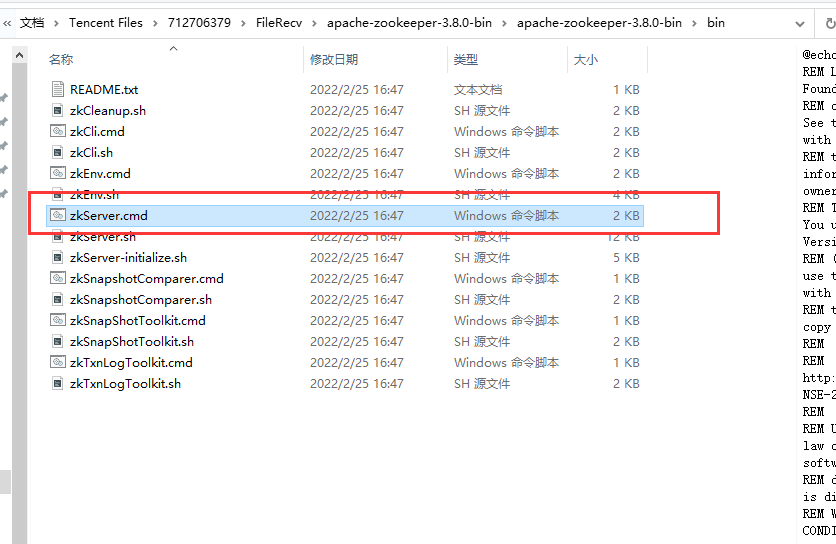 « 文档 › Tencent Files › 712706379 › FileRecv › apache-zookeeper-3.8.0-bin › apache-zookeeper-3.8.0-bin › bin
名称 修改日期 类型 大小
README.txt 2022/2/25 16:47 文本文档 1 KB
zkCleanup.sh 2022/2/25 16:47 SH 源文件 2 KB
zkCli.cmd 2022/2/25 16:47 Windows 命令脚本 2 KB
zkCli.sh 2022/2/25 16:47 SH 源文件 2 KB
zkEnv.cmd 2022/2/25 16:47 Windows 命令脚本 2 KB
zkEnv.sh 2022/2/25 16:47 SH 源文件 4 KB
zkServer.cmd 2022/2/25 16:47 Windows 命令脚本 2 KB
zkServer.sh 2022/2/25 16:47 SH 源文件 12 KB
zkServer-initialize.sh 2022/2/25 16:47 SH 源文件 5 KB
zkSnapshotComparer.cmd 2022/2/25 16:47 Windows 命令脚本 1 KB
zkSnapshotComparer.sh 2022/2/25 16:47 SH 源文件 2 KB
zkSnapShotToolkit.cmd 2022/2/25 16:47 Windows 命令脚本 1 KB
zkSnapShotToolkit.sh 2022/2/25 16:47 SH 源文件 2 KB
zkTxnLogToolkit.cmd 2022/2/25 16:47 Windows 命令脚本 1 KB
zkTxnLogToolkit.sh 2022/2/25 16:47 SH 源文件 2 KB
@echo
REM L
Found
REM c
See t
with
REM t
infor
owner
REM T
You u
Versi
REM (
use t
with
REM t
copy
REM
REM
http:
NSE-2
REM
REM U
law o
softw
REM d
is di
REM W
CONDI